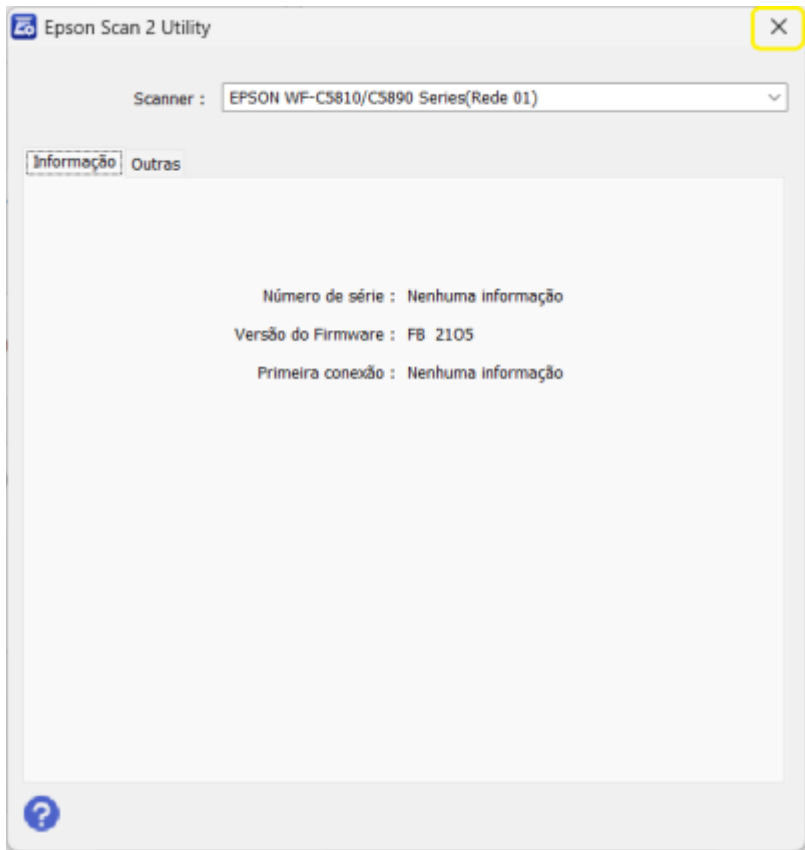 Epson Scan 2 Utility
Scanner : EPSON WF-C5810/C5890 Series(Rede 01)
Informação Outras
Número de série : Nenhuma informação
Versão do Firmware : FB 21O5
Primeira conexão : Nenhuma informação
?